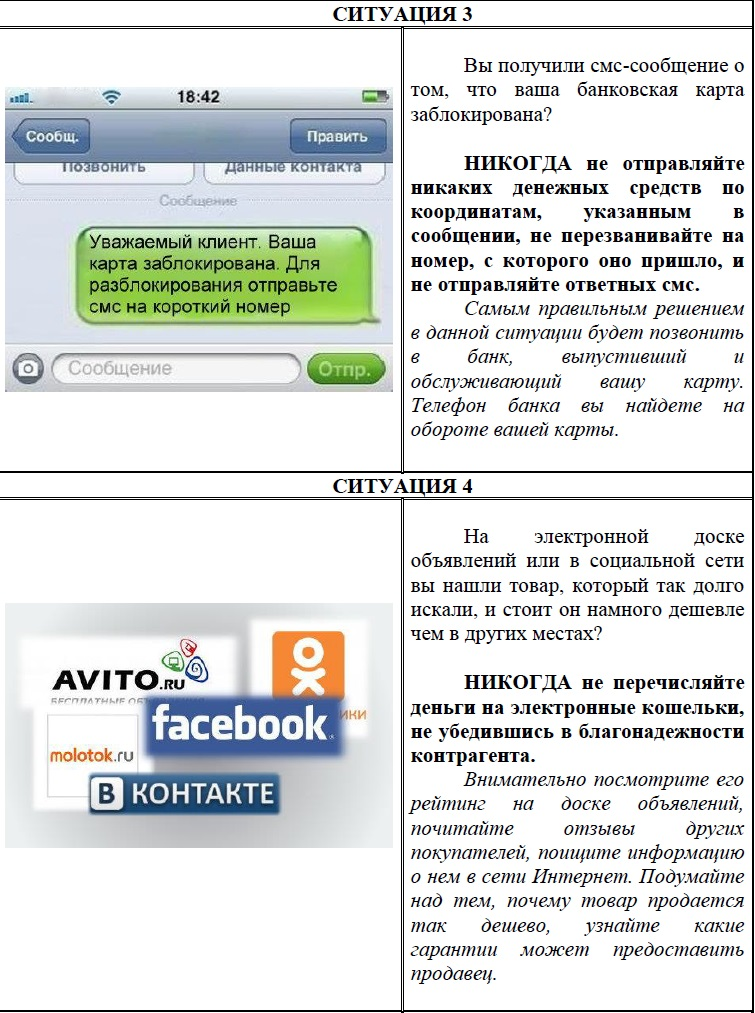 СИТУАЦИЯ 3
18:42
Сообщ.
Править
Позвонить
Данные контакта
Сообщение
Уважаемый клиент. Ваша
карта заблокирована. Для
разблокирования отправьте
смс на короткий номер
Сообщение
Отпр.
Вы получили смс-сообщение о
том, что ваша банковская карта
заблокирована?
НИКОГДА не отправляйте
никаких денежных средств по
координатам, указанным в
сообщении, не перезванивайте на
номер, с которого оно пришло, и
не отправляйте ответных смс.
Самым правильным решением
в данной ситуации будет позвонить
в банк, выпустивший и
обслуживающий вашу карту.
Телефон банка вы найдете на
обороте вашей карты.
СИТУАЦИЯ 4
AVITO.RU
facebook
molotok.ru
В КОНТАКТЕ
На электронной доске
объявлений или в социальной сети
вы нашли товар, который так долго
искали, и стоит он намного дешевле
чем в других местах?
НИКОГДА не перечисляйте
деньги на электронные кошельки,
не убедившись в благонадежности
контрагента.
Внимательно посмотрите его
рейтинг на доске объявлений,
почитайте отзывы других
покупателей, поищите информацию
о нем в сети Интернет. Подумайте
над тем, почему товар продается
так дешево, узнайте какие
гарантии может предоставить
продавец.